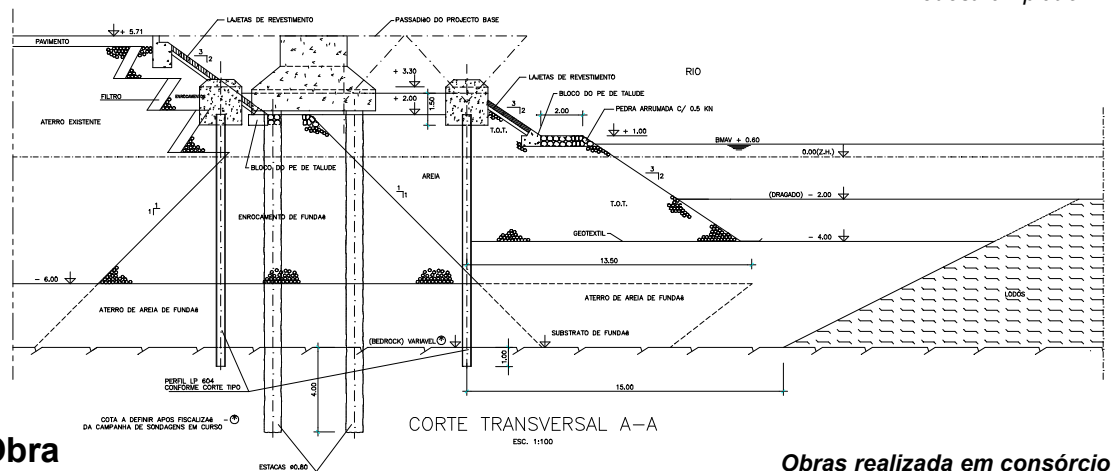 LAJETAS DE REVESTIMENTO
PASSADIÐO DO PROJECTO BASE
+ 5.71
PAVIMENTO
3
2
RIO
LAJETAS DE REVESTIMENTO
+ 3.30
BLOCO DO PE DE TALUDE
FILTRO
ENROCAMENTO
+ 2.00
1.50
3
2
2.00
PEDRA ARRUMADA C/ 0.5 KN
ATERRO EXISTENTE
T.O.T.
+ 1.00
BMAV + 0.60
0.00(Z.H.)
BLOCO DO PE DE TALUDE
AREIA
3
2
1
1
1
1
(DRAGADO) - 2.00
ENROCAMENTO DE FUNDAÇ
T.O.T.
GEOTEXTIL
- 4.00
13.50
- 6.00
LODOS
ATERRO DE AREIA DE FUNDAÇ
ATERRO DE AREIA DE FUNDAÇ
SUBSTRATO DE FUNDAÇ
(BEDROCK) VARIAVEL
1.00
PERFIL LP 604
CONFORME CORTE TIPO
4.00
15.00
COTA A DEFINIR APOS FISCALIZAÇ
DA CAMPANHA DE SONDAGENS EM CURSO
CORTE TRANSVERSAL A-A
ESC. 1:100
Obra
ESTACAS ø0.80
Obras realizada em consórcio